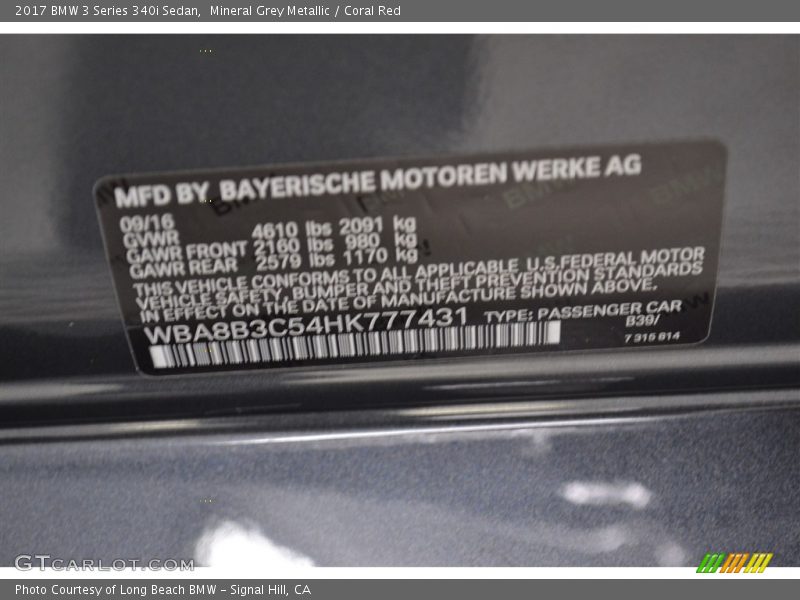 2017 BMW 3 Series 340i Sedan, Mineral Grey Metallic / Coral Red
MFD BY BAYERISCHE MOTOREN WERKE AG
09/16
GVWR 4610 lbs 2091 kg
GAWR FRONT 2160 lbs 980 kg
GAWR REAR 2579 lbs 1170 kg
THIS VEHICLE CONFORMS TO ALL APPLICABLE U.S.FEDERAL MOTOR
VEHICLE SAFETY, BUMPER AND THEFT PREVENTION STANDARDS
IN EFFECT ON THE DATE OF MANUFACTURE SHOWN ABOVE.
WBA8B3C54HK777431 TYPE: PASSENGER CAR
B39/
7 315 814
GTCARLOT.COM
Photo Courtesy of Long Beach BMW – Signal Hill, CA